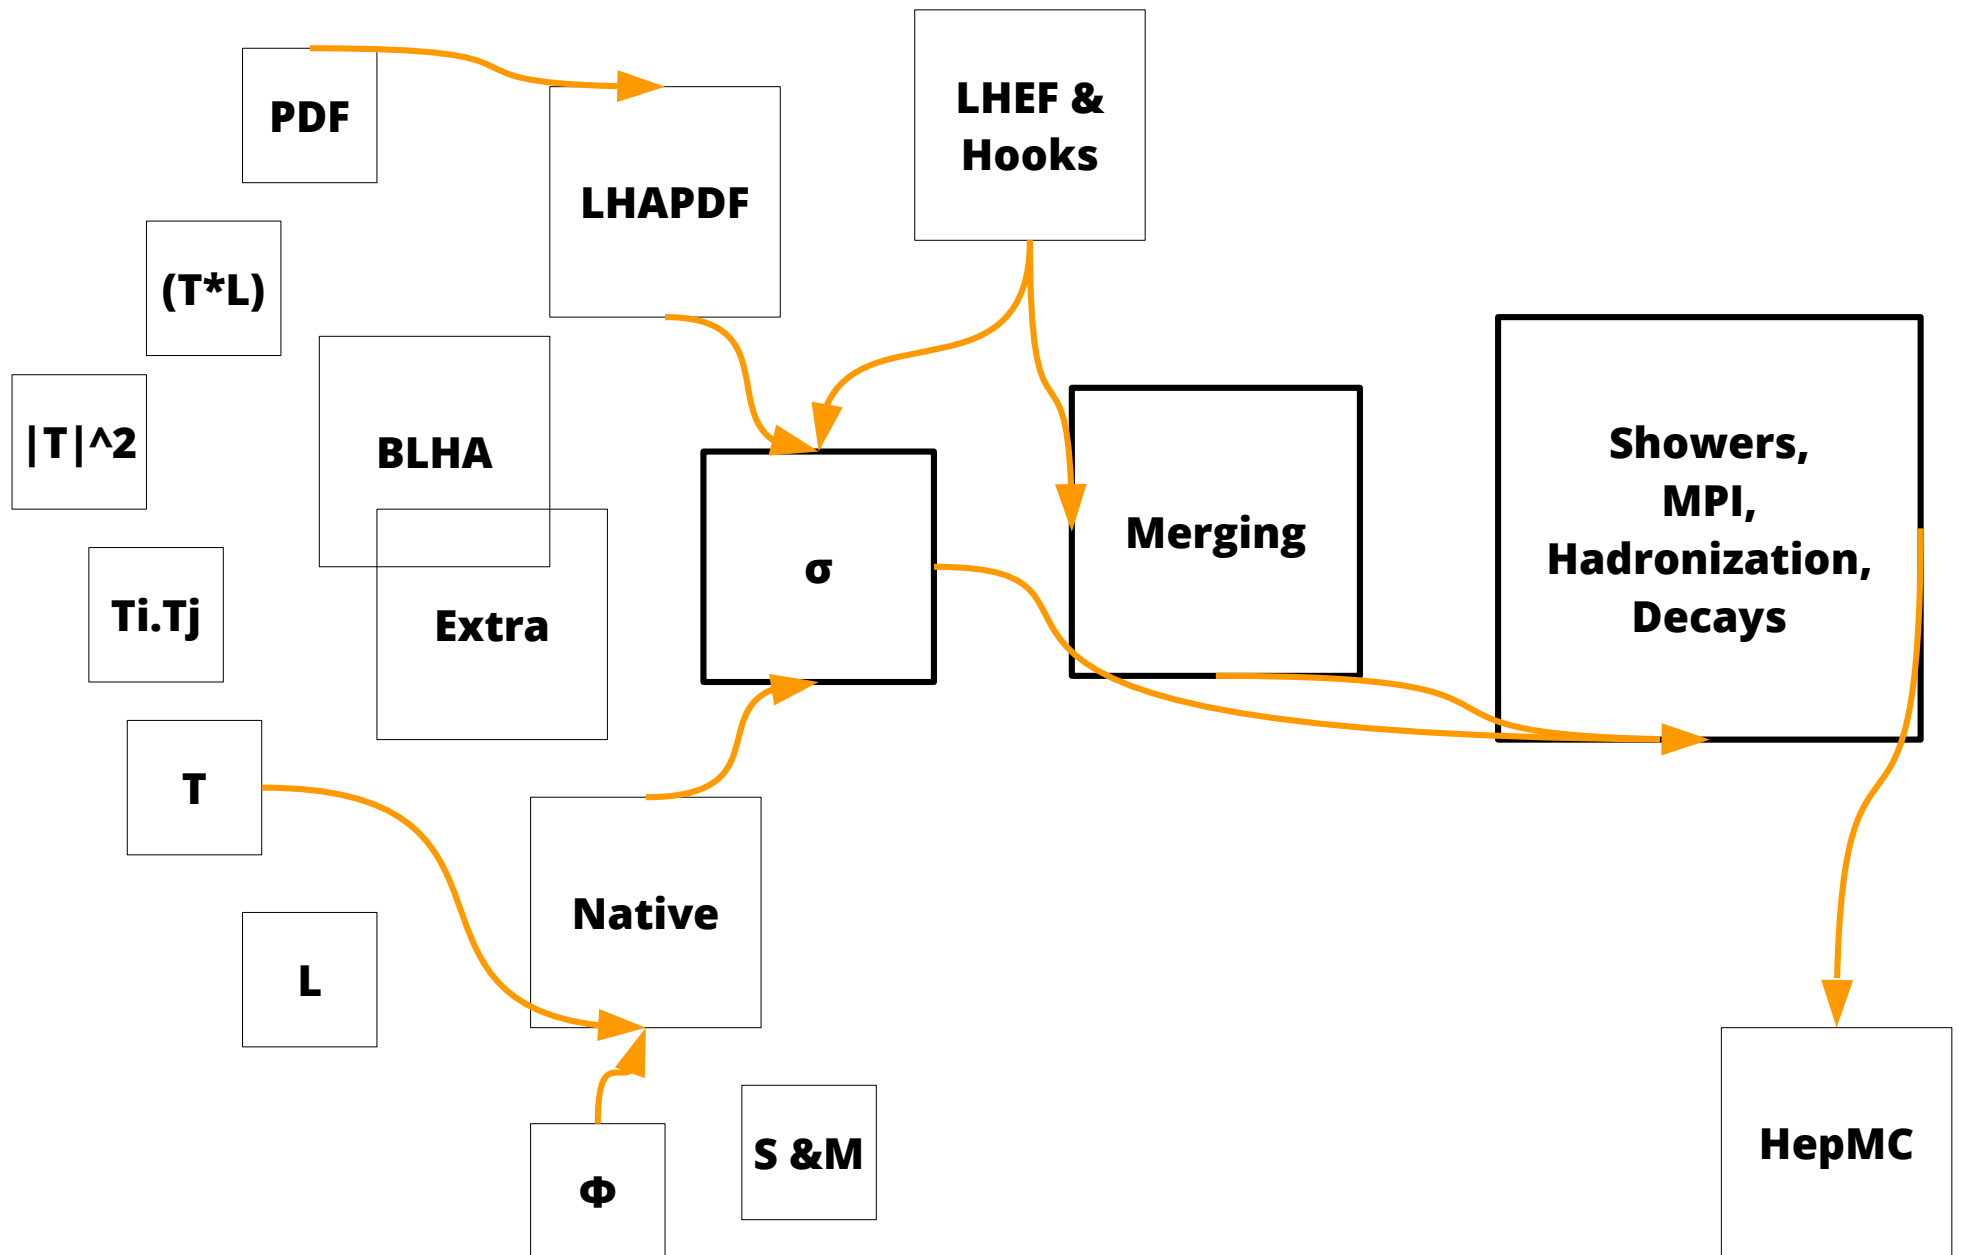 PDF
LHAPDF
LHEF &
Hooks
(T*L)
|T|^2
BLHA
Extra
σ
Merging
Showers,
MPI,
Hadronization,
Decays
Ti.Tj
T
Native
L
S &M
Φ
HepMC